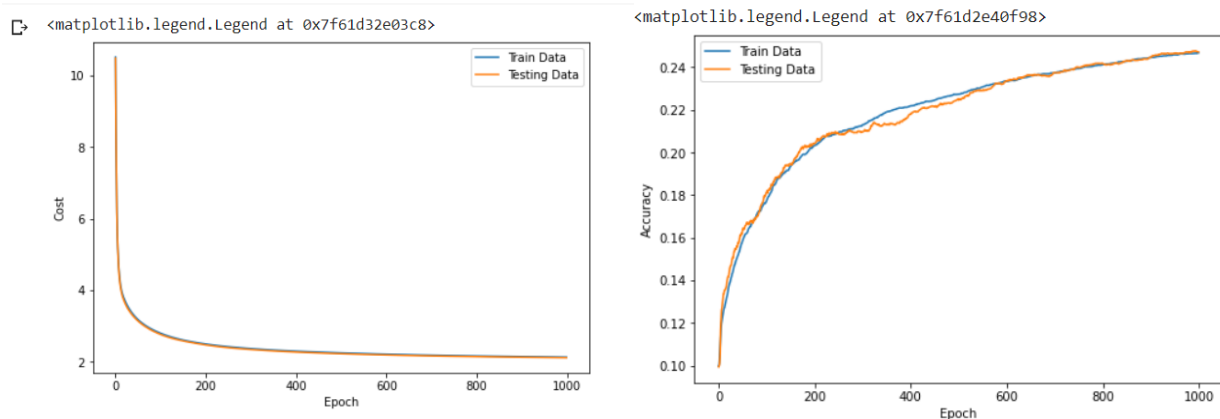 <matplotlib.legend.Legend at 0x7f61d32e03c8>
10
8
6
4
2
Cost
Train Data
Testing Data
0
200
400
600
800
1000
Epoch
<matplotlib.legend.Legend at 0x7f61d2e40f98>
0.24
0.22
0.20
0.18
0.16
0.14
0.12
0.10
Accuracy
Train Data
Testing Data
0
200
400
600
800
1000
Epoch